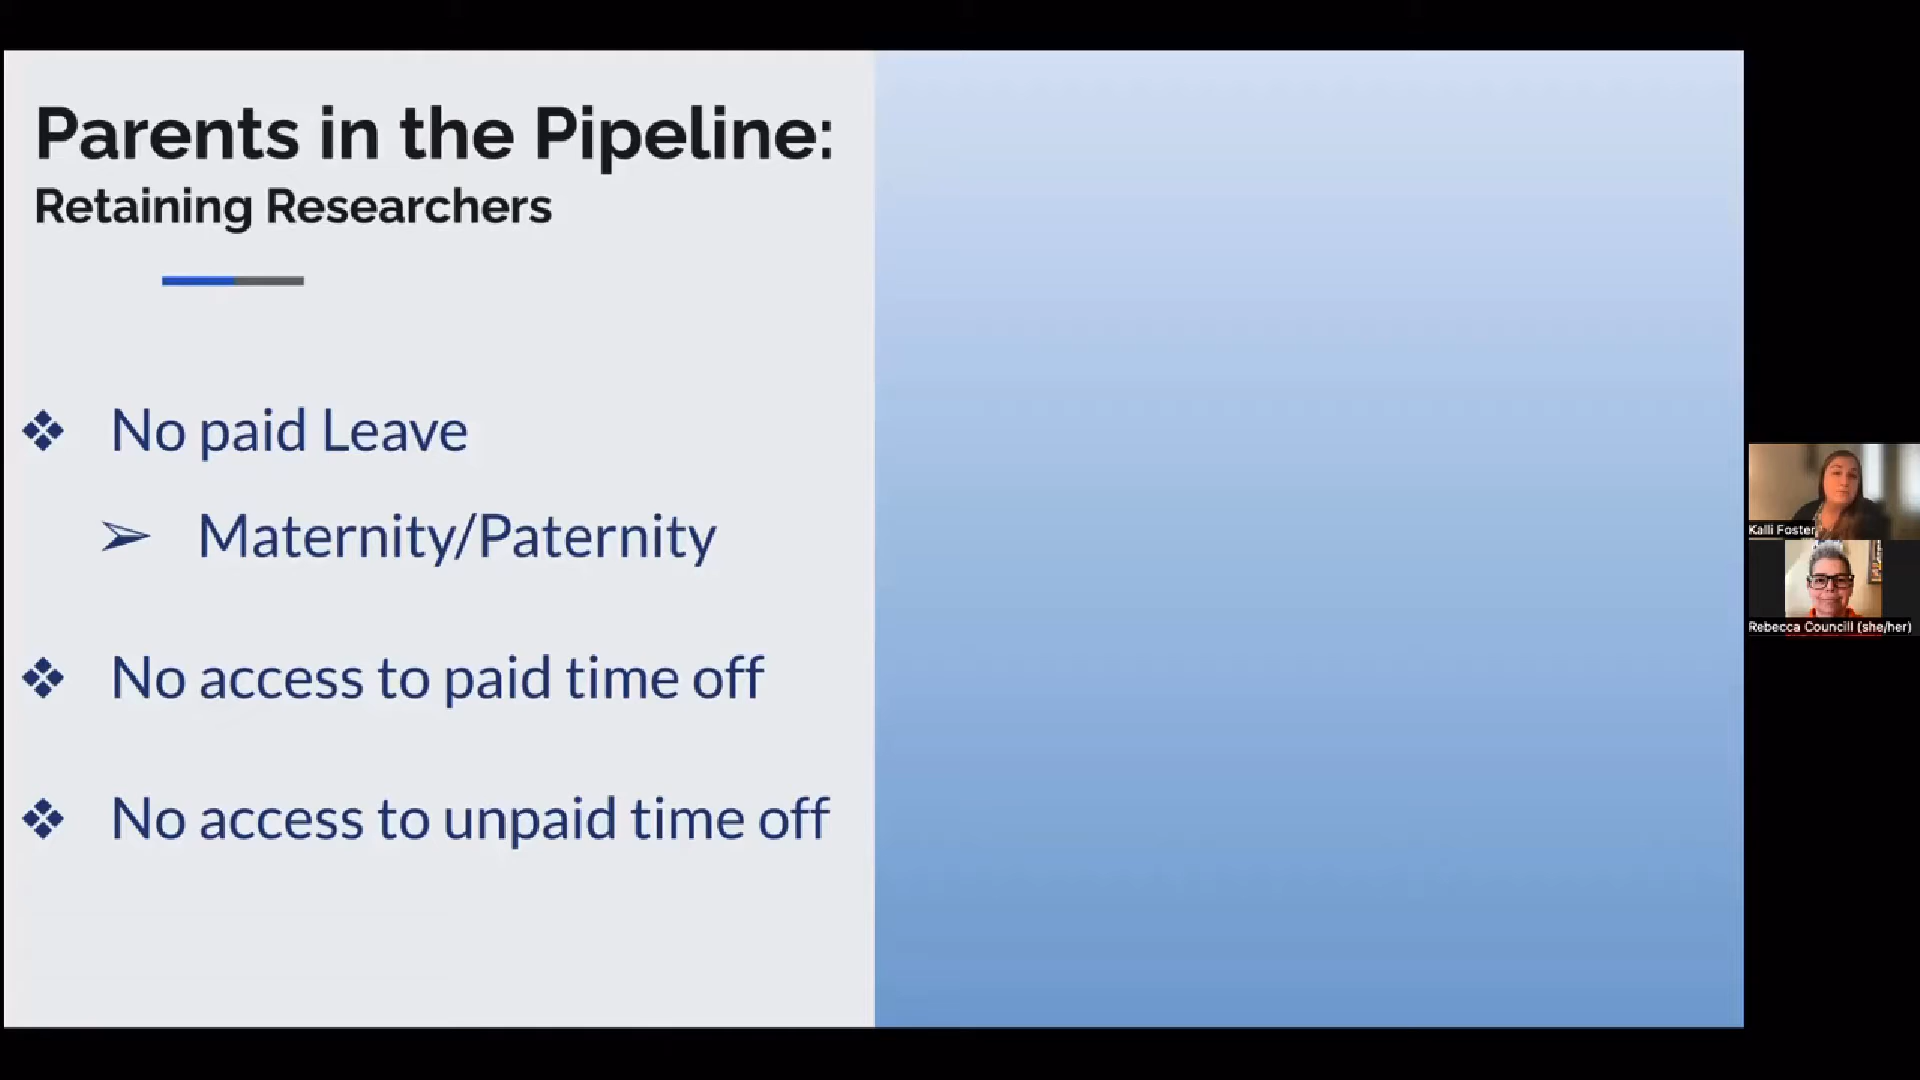 Parents in the Pipeline:
Retaining Researchers
❖ No paid Leave
➢ Maternity/Paternity
❖ No access to paid time off
❖ No access to unpaid time off
Kalli Foster
Rebecca Councill (she/her)